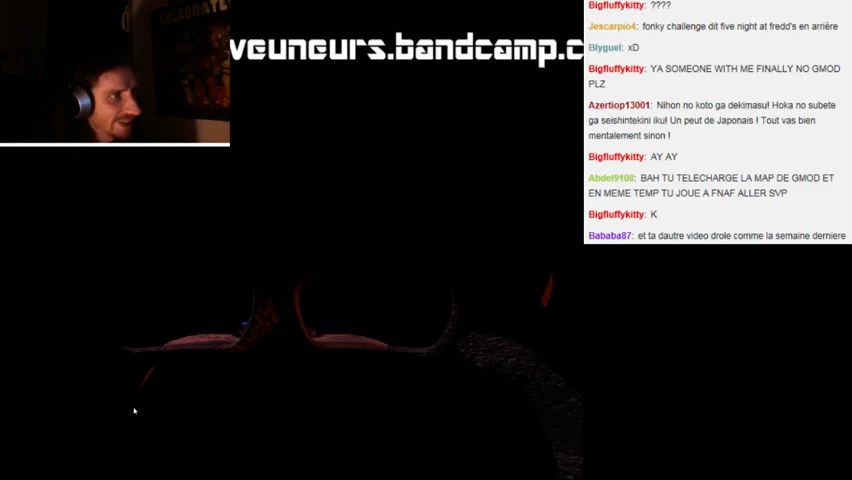 CELEBRATE
veuneurs.bandcamp.c
Bigfluffykitty: ????
Jescarpio4: fonky challenge dit five night at fredd's en arriére
Blyguel: xD
Bigfluffykitty: YA SOMEONE WITH ME FINALLY NO GMOD
PLZ
Azertiop13001: Nihon no koto ga dekimasu! Hoka no subete
ga seishintekini iku! Un peut de Japonais ! Tout vas bien
mentalement sinon !
Bigfluffykitty: AY AY
Abdel9108: BAH TU TELECHARGE LA MAP DE GMOD ET
EN MEME TEMP TU JOUE A FNAF ALLER SVP
Bigfluffykitty: K
Bababa87: et ta dautre video drole comme la semaine derniere